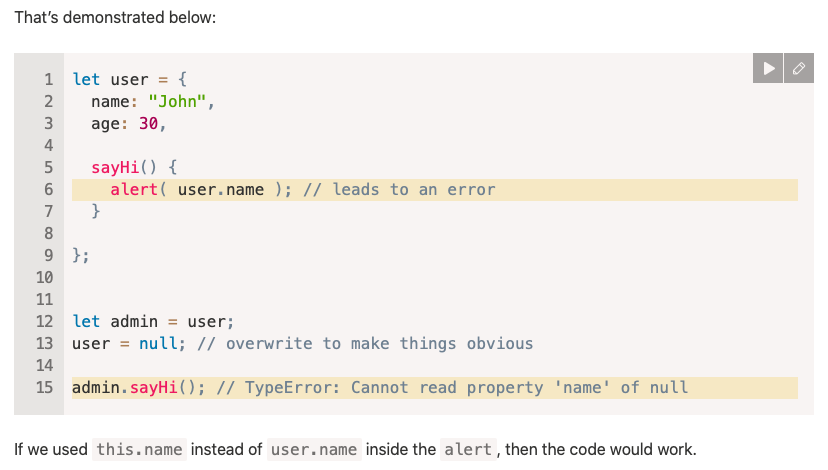 That’s demonstrated below:
1 let user = {
2   name: "John",
3   age: 30,
4
5   sayHi() {
6     alert( user.name ); // leads to an error
7   }
8
9 };
10
11
12 let admin = user;
13 user = null; // overwrite to make things obvious
14
15 admin.sayHi(); // TypeError: Cannot read property 'name' of null
If we used this.name instead of user.name inside the alert, then the code would work.